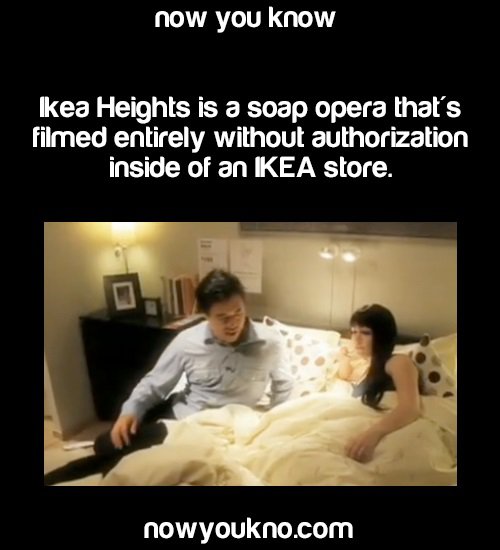 now you know
Ikea Heights is a soap opera that's
filmed entirely without authorization
inside of an IKEA store.
nowyoukno.com